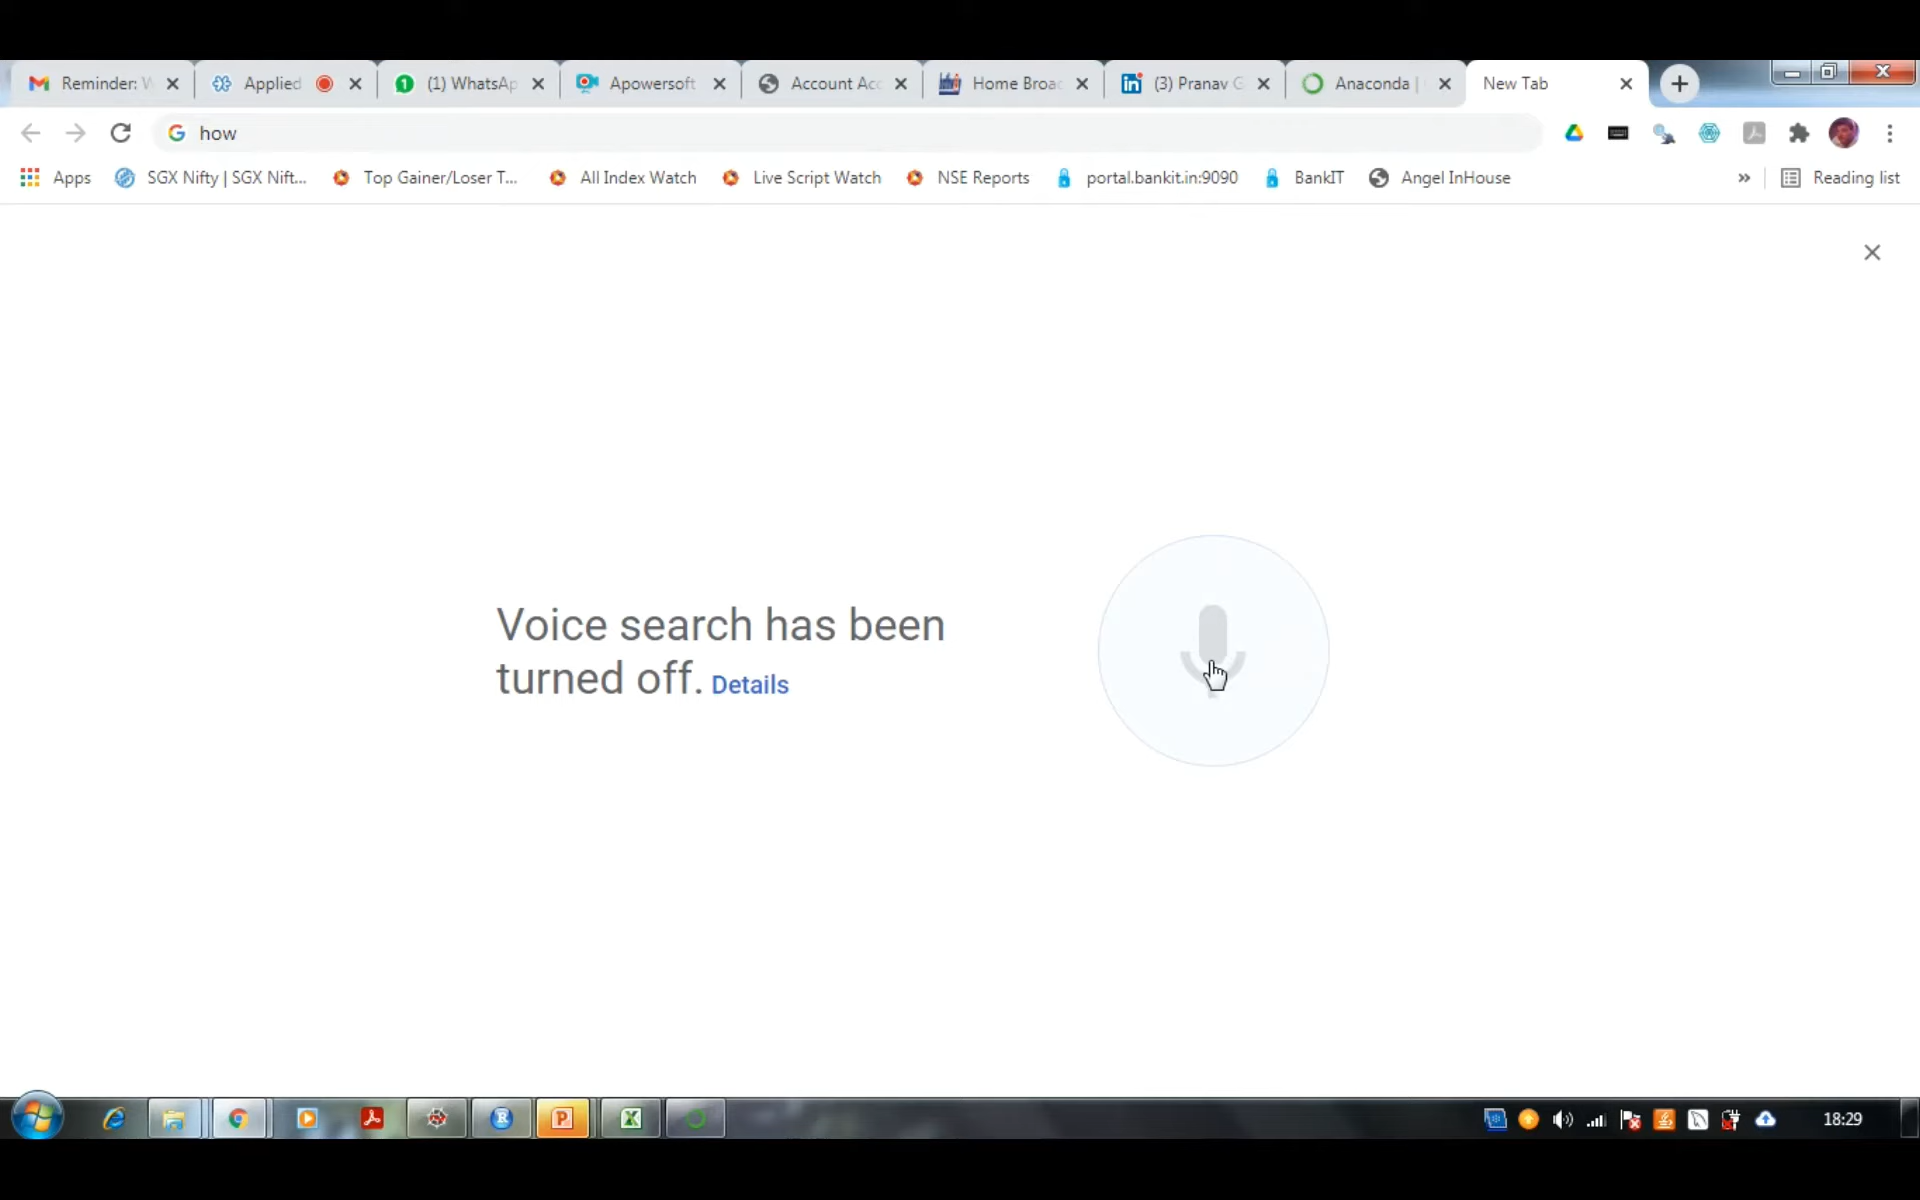 Reminder: W
Applied
(1) WhatsAp
Apowersoft
Account Acc
Home Broad
(3) Pranav G
Anaconda |
New Tab
how
Apps
SGX Nifty | SGX Nift...
Top Gainer/Loser T...
All Index Watch
Live Script Watch
NSE Reports
portal.bankit.in:9090
BankIT
Angel InHouse
»
Reading list
Voice search has been
turned off. Details
18:29